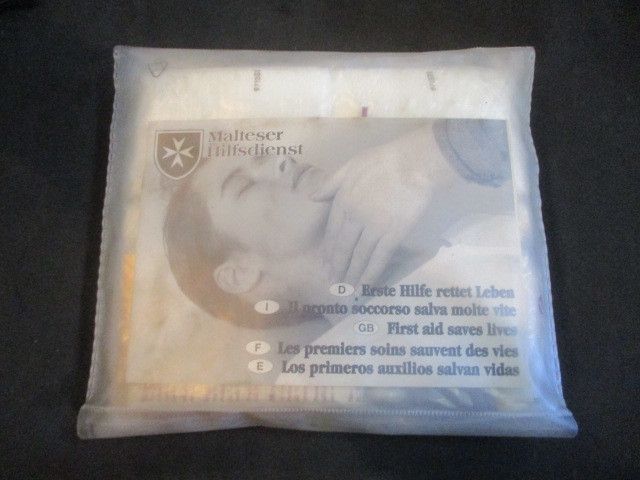 Malteser
Hilfsdienst
D Erste Hilfe rettet Leben
I Il pronto soccorso salva molte vite
GB First aid saves lives
F Les premiers soins sauvent des vies
E Los primeros auxilios salvan vidas